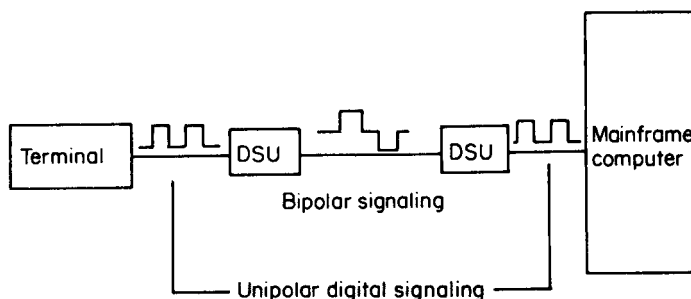 Terminal
DSU
DSU
Mainframe
computer
Bipolar signaling
Unipolar digital signaling